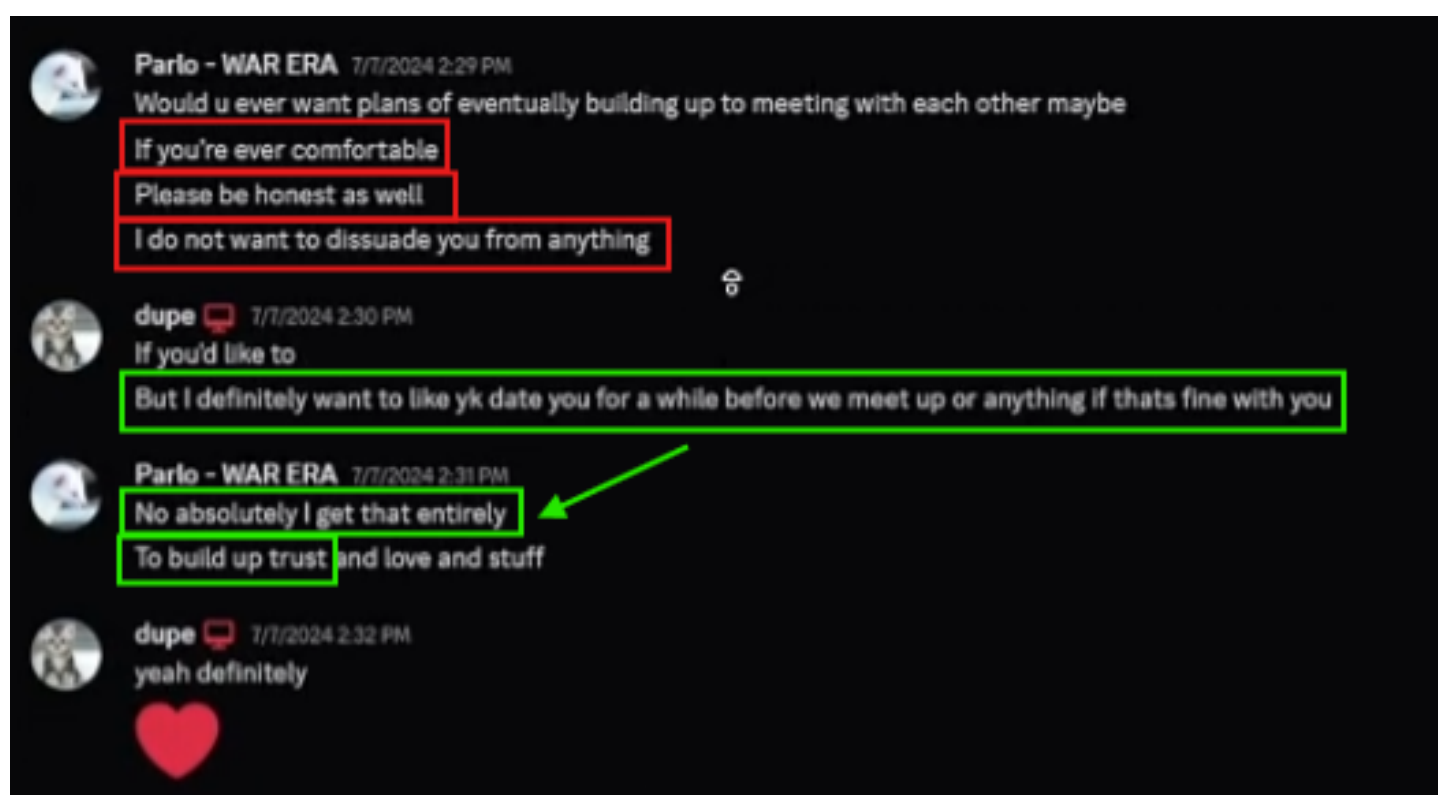 Parlo - WAR ERA 7/7/2024 2:29 PM
Would u ever want plans of eventually building up to meeting with each other maybe
If you're ever comfortable
Please be honest as well
I do not want to dissuade you from anything
dupe 7/7/2024 2:30 PM
If you'd like to
But I definitely want to like yk date you for a while before we meet up or anything if thats fine with you
Parlo - WAR ERA 7/7/2024 2:31 PM
No absolutely I get that entirely
To build up trust and love and stuff
dupe 7/7/2024 2:32 PM
yeah definitely